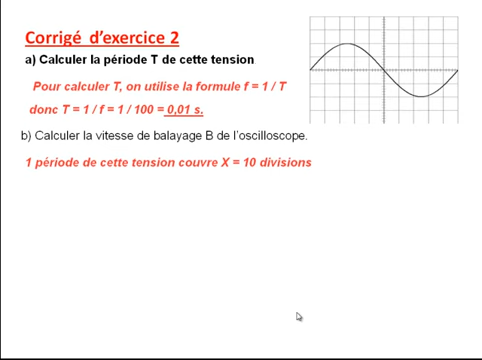 Corrigé d'exercice 2
a) Calculer la période T de cette tension
Pour calculer T, on utilise la formule f = 1 / T
donc T = 1 / f = 1 / 100 = 0,01 s.
b) Calculer la vitesse de balayage B de l'oscilloscope.
1 période de cette tension couvre X = 10 divisions